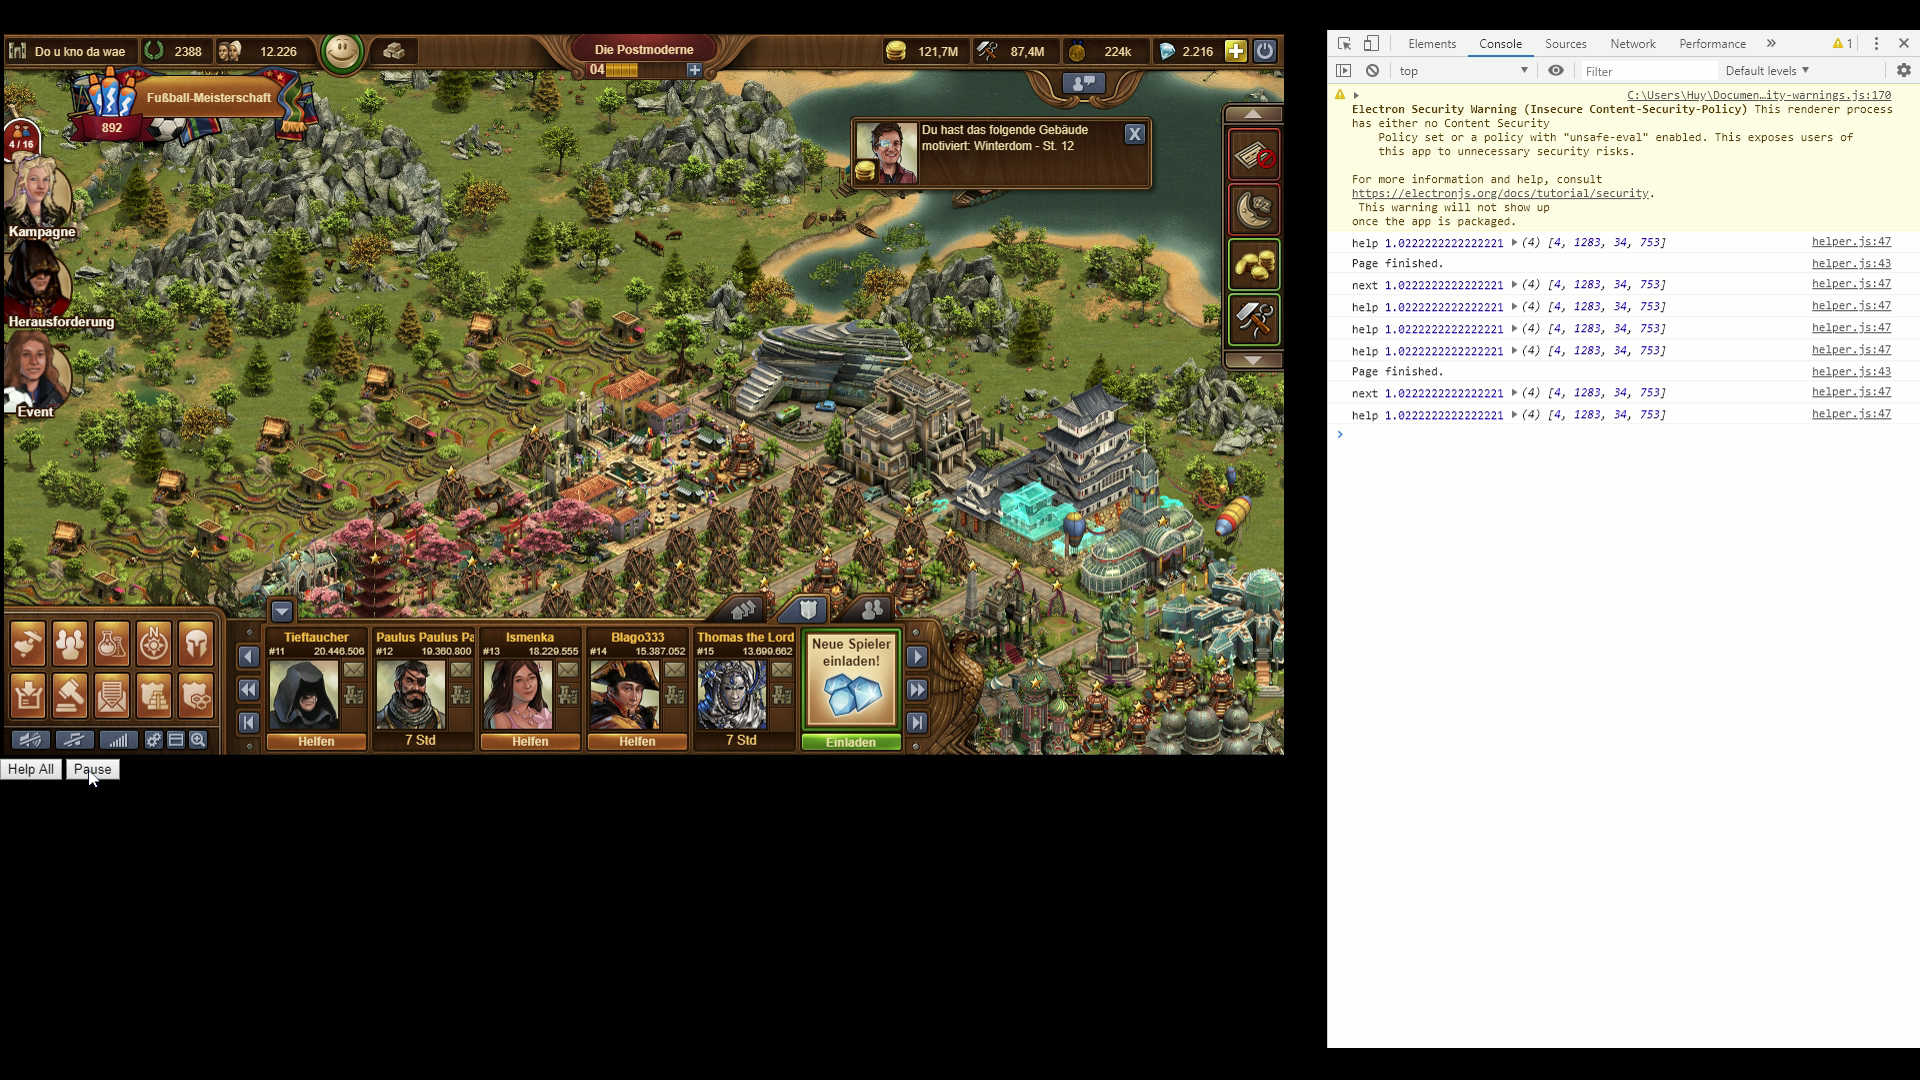 Do u kno da wae
2388
12.226
Die Postmoderne
04
121,7M
87,4M
224k
2.216
Fußball-Meisterschaft
892
4 / 16
Kampagne
Herausforderung
Event
Du hast das folgende Gebäude
motiviert: Winterdom - St. 12
X
Tieftaucher
#11 20.446.506
Helfen
Paulus Paulus Pa
#12 19.360.800
7 Std
Ismenka
#13 18.229.555
Helfen
Blago333
#14 15.387.052
Helfen
Thomas the Lord
#15 13.699.662
7 Std
Neue Spieler
einladen!
Einladen
Help All
Pause
Elements
Console
Sources
Network
Performance
1
top
Filter
Default levels
C:\Users\Huy\Documen…ity-warnings.js:170
Electron Security Warning (Insecure Content-Security-Policy) This renderer process
has either no Content Security
Policy set or a policy with "unsafe-eval" enabled. This exposes users of
this app to unnecessary security risks.
For more information and help, consult
https://electronjs.org/docs/tutorial/security.
This warning will not show up
once the app is packaged.
help 1.0222222222222221 (4) [4, 1283, 34, 753] helper.js:47
Page finished. helper.js:43
next 1.0222222222222221 (4) [4, 1283, 34, 753] helper.js:47
help 1.0222222222222221 (4) [4, 1283, 34, 753] helper.js:47
help 1.0222222222222221 (4) [4, 1283, 34, 753] helper.js:47
help 1.0222222222222221 (4) [4, 1283, 34, 753] helper.js:47
Page finished. helper.js:43
next 1.0222222222222221 (4) [4, 1283, 34, 753] helper.js:47
help 1.0222222222222221 (4) [4, 1283, 34, 753] helper.js:47